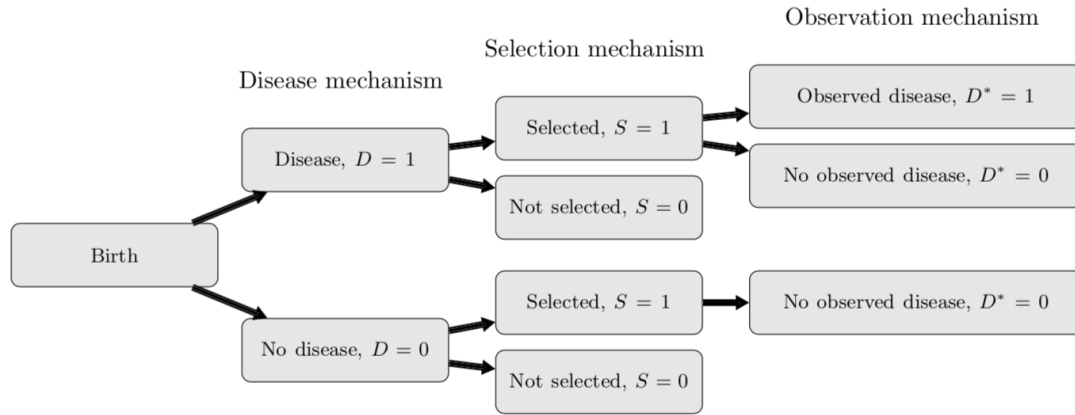 Observation mechanism
Selection mechanism
Disease mechanism
Observed disease, D* = 1
Selected, S = 1
Disease, D = 1
No observed disease, D* = 0
Not selected, S = 0
Birth
Selected, S = 1
No observed disease, D* = 0
No disease, D = 0
Not selected, S = 0